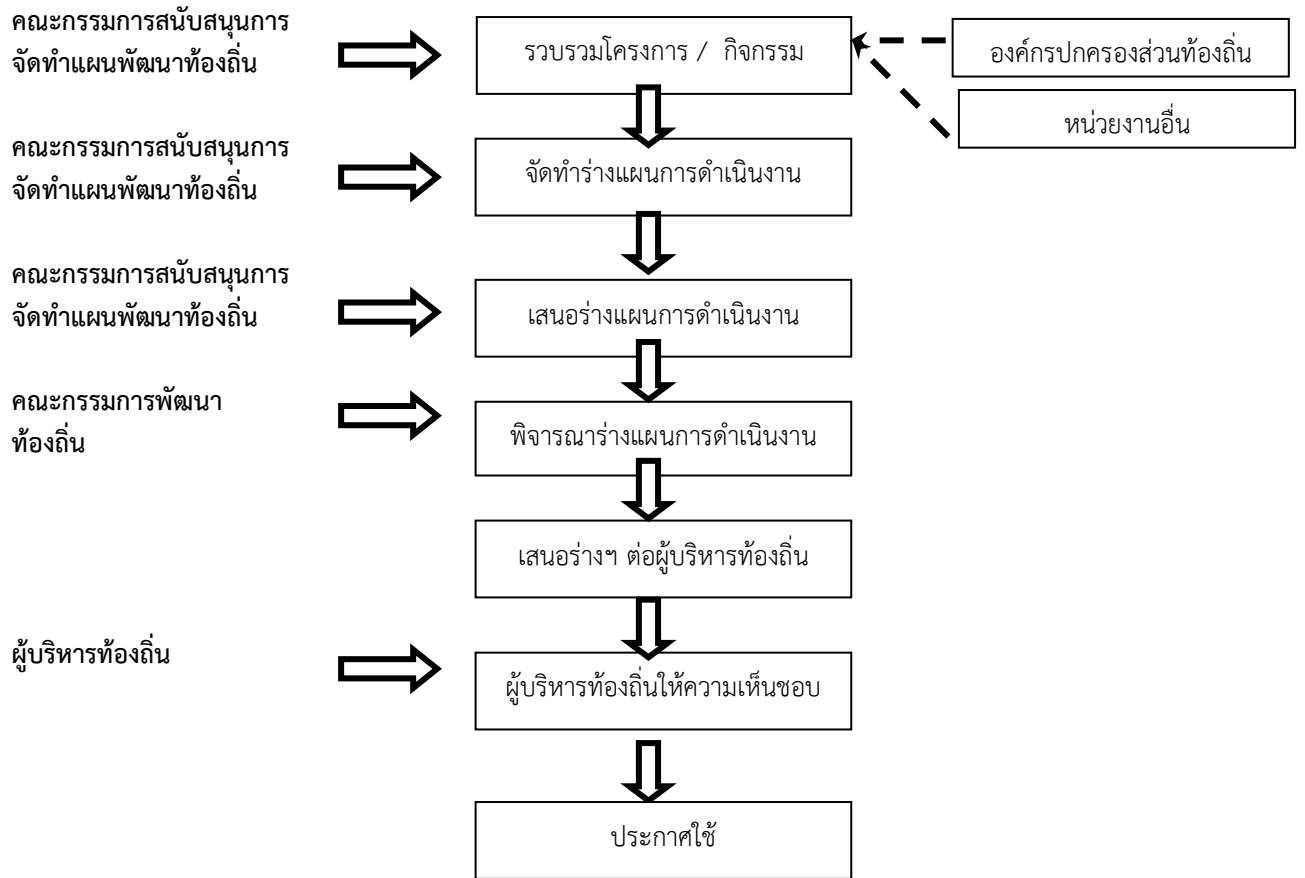 คณะกรรมการสนับสนุนการ
จัดทำแผนพัฒนาท้องถิ่น
รวบรวมโครงการ / กิจกรรม
องค์กรปกครองส่วนท้องถิ่น
หน่วยงานอื่น
คณะกรรมการสนับสนุนการ
จัดทำแผนพัฒนาท้องถิ่น
จัดทำร่างแผนการดำเนินงาน
คณะกรรมการสนับสนุนการ
จัดทำแผนพัฒนาท้องถิ่น
เสนอร่างแผนการดำเนินงาน
คณะกรรมการพัฒนา
ท้องถิ่น
พิจารณาร่างแผนการดำเนินงาน
เสนอร่างฯ ต่อผู้บริหารท้องถิ่น
ผู้บริหารท้องถิ่น
ผู้บริหารท้องถิ่นให้ความเห็นชอบ
ประกาศใช้